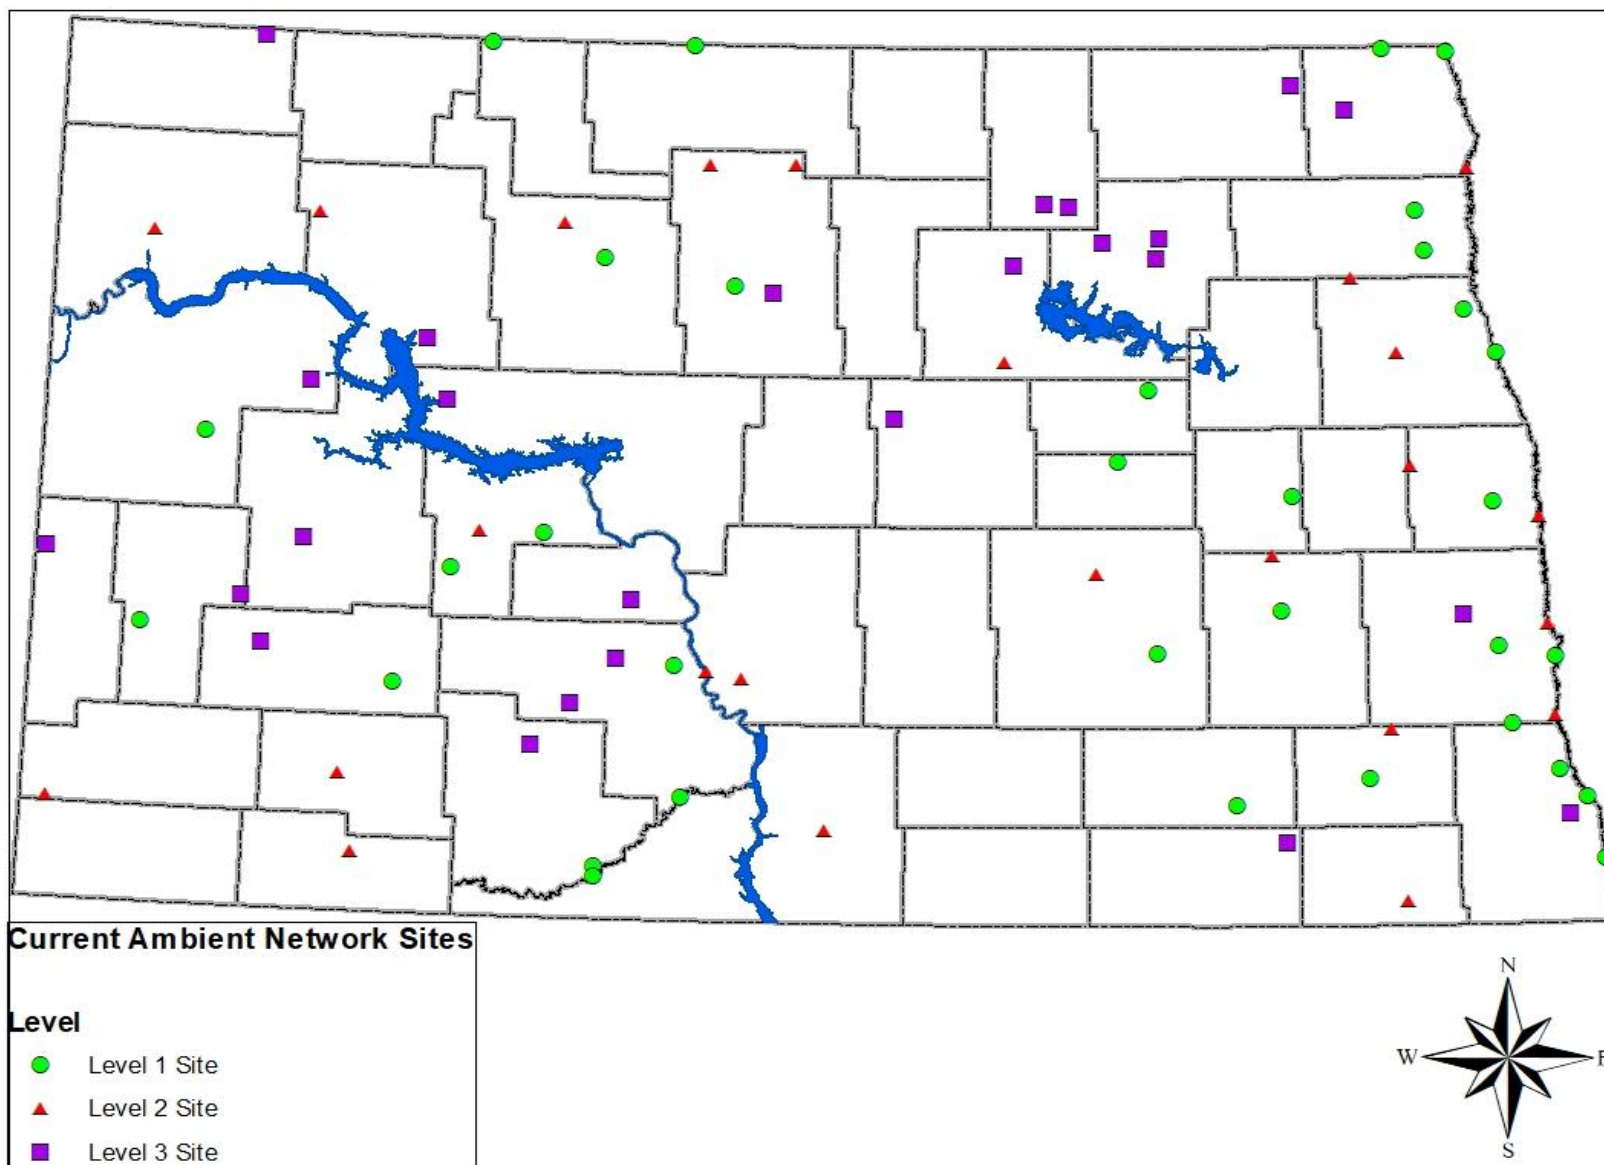 Current Ambient Network Sites
Level
Level 1 Site
Level 2 Site
Level 3 Site
N
W
S